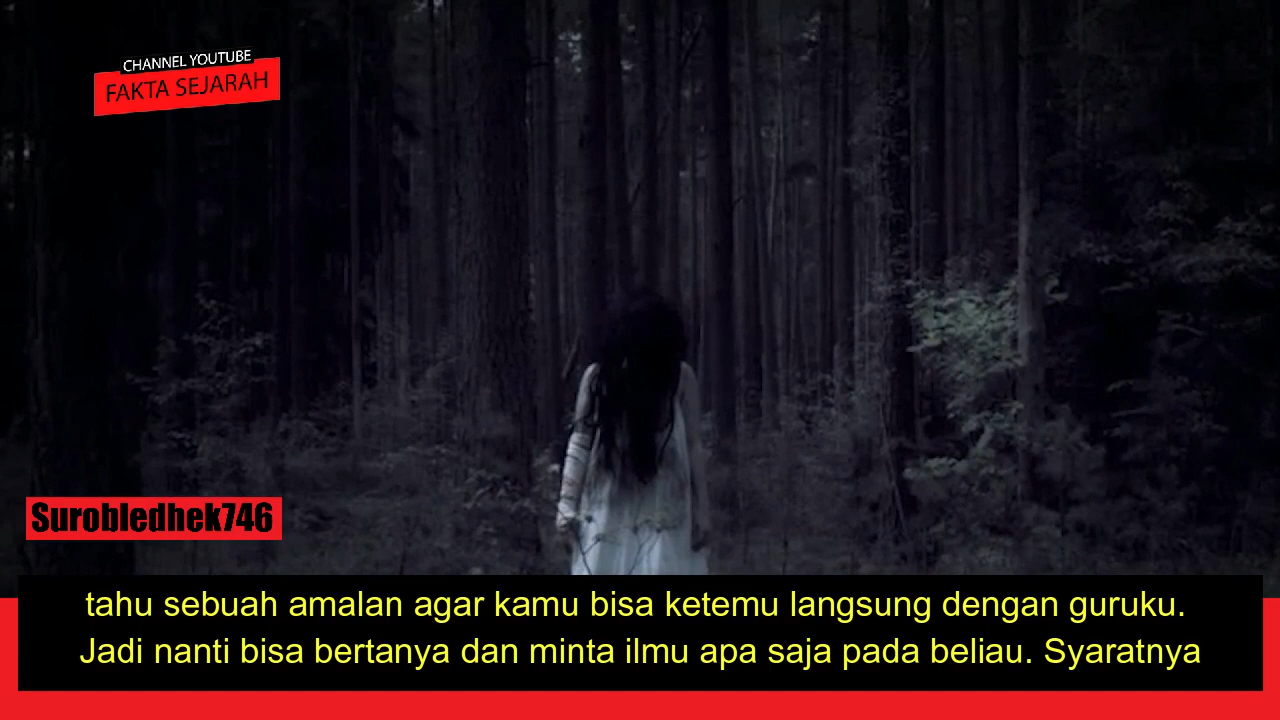 CHANNEL YOUTUBE
FAKTA SEJARAH
Surobledhek746
tahu sebuah amalan agar kamu bisa ketemu langsung dengan guruku.
Jadi nanti bisa bertanya dan minta ilmu apa saja pada beliau. Syaratnya